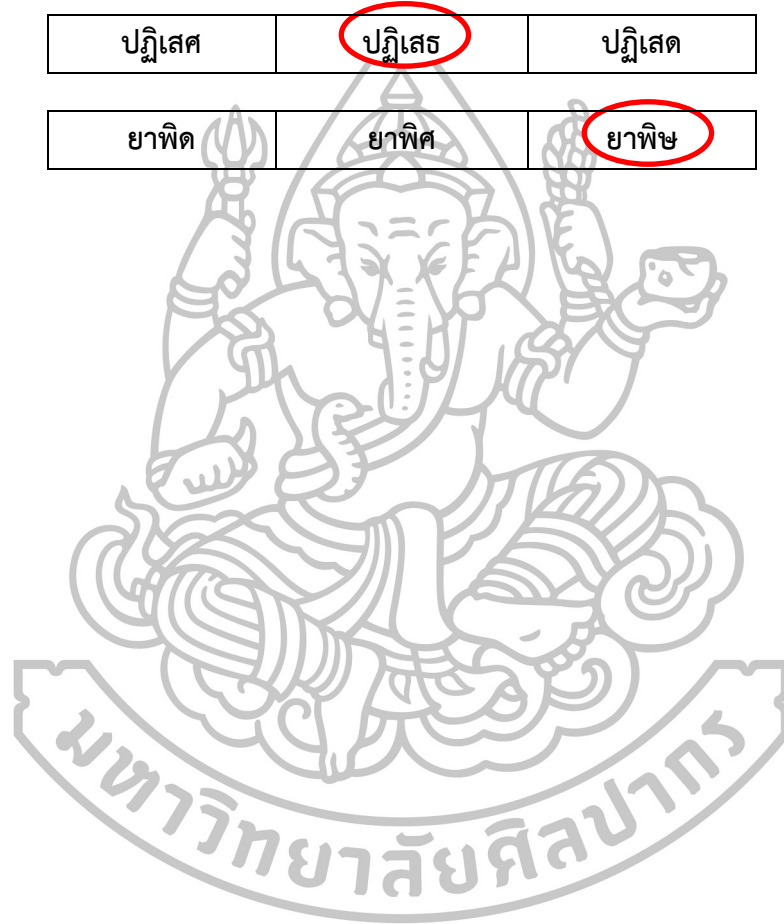 ปฏิเสศ ปฏิเสธ ปฏิเสด
ยาพิด ยาพิศ ยาพิษ
มหาวิทยาลัยศิลปากร